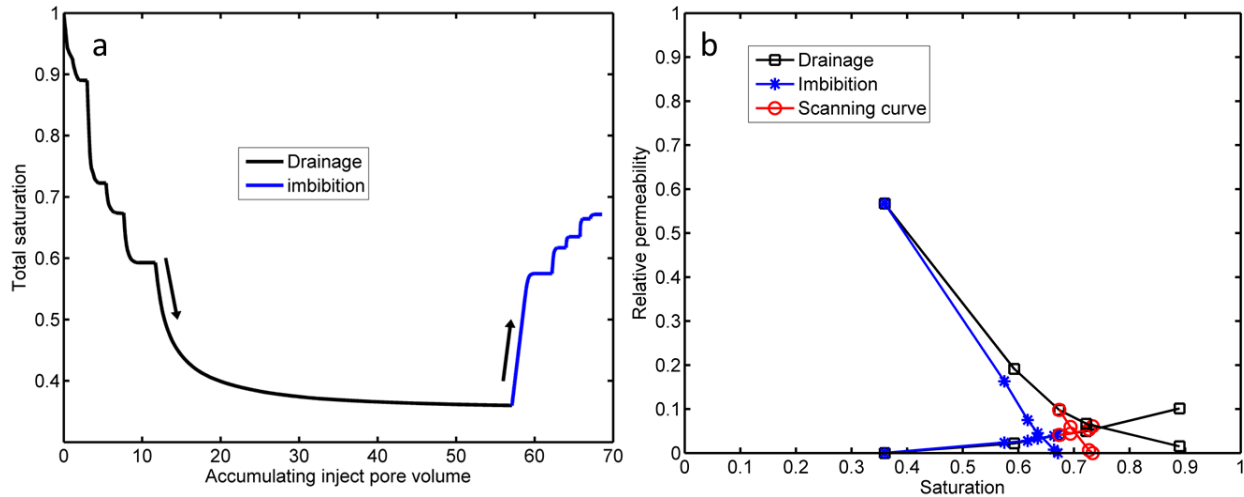 a
1
0.9
0.8
0.7
0.6
0.5
0.4
Total saturation
Drainage
imbibition
0 10 20 30 40 50 60 70
Accumulating inject pore volume
b
1
0.9
0.8
0.7
0.6
0.5
0.4
0.3
0.2
0.1
0
Relative permeability
Drainage
Imbibition
Scanning curve
0 0.1 0.2 0.3 0.4 0.5 0.6 0.7 0.8 0.9 1
Saturation